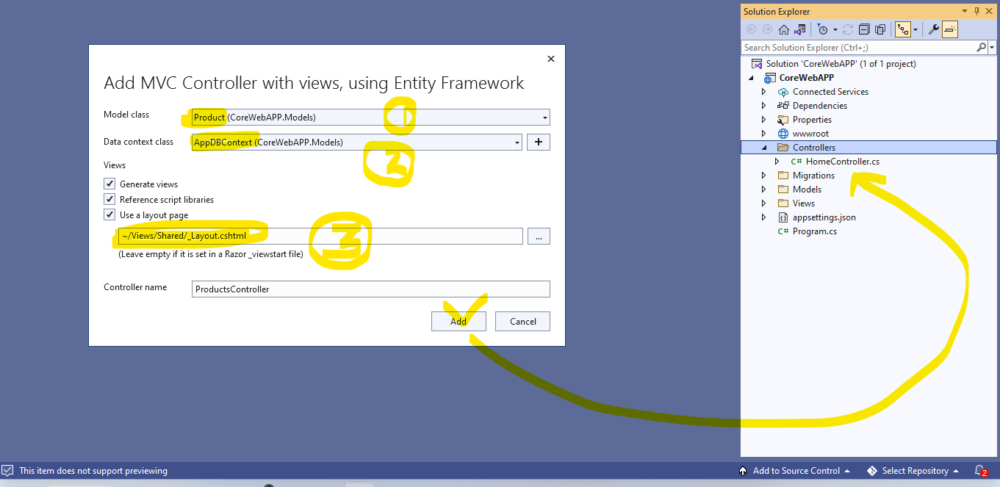 Solution Explorer
Search Solution Explorer (Ctrl+;)
Solution 'CoreWebAPP' (1 of 1 project)
CoreWebAPP
Connected Services
Dependencies
Properties
wwwroot
Controllers
C# HomeController.cs
Migrations
Models
Views
appsettings.json
C# Program.cs
Add MVC Controller with views, using Entity Framework
Model class
Product (CoreWebAPP.Models)
1
Data context class
AppDBContext (CoreWebAPP.Models)
+
2
Views
Generate views
Reference script libraries
Use a layout page
~/Views/Shared/_Layout.cshtml
...
3
(Leave empty if it is set in a Razor _viewstart file)
Controller name
ProductsController
Add
Cancel
This item does not support previewing
Add to Source Control
Select Repository
2